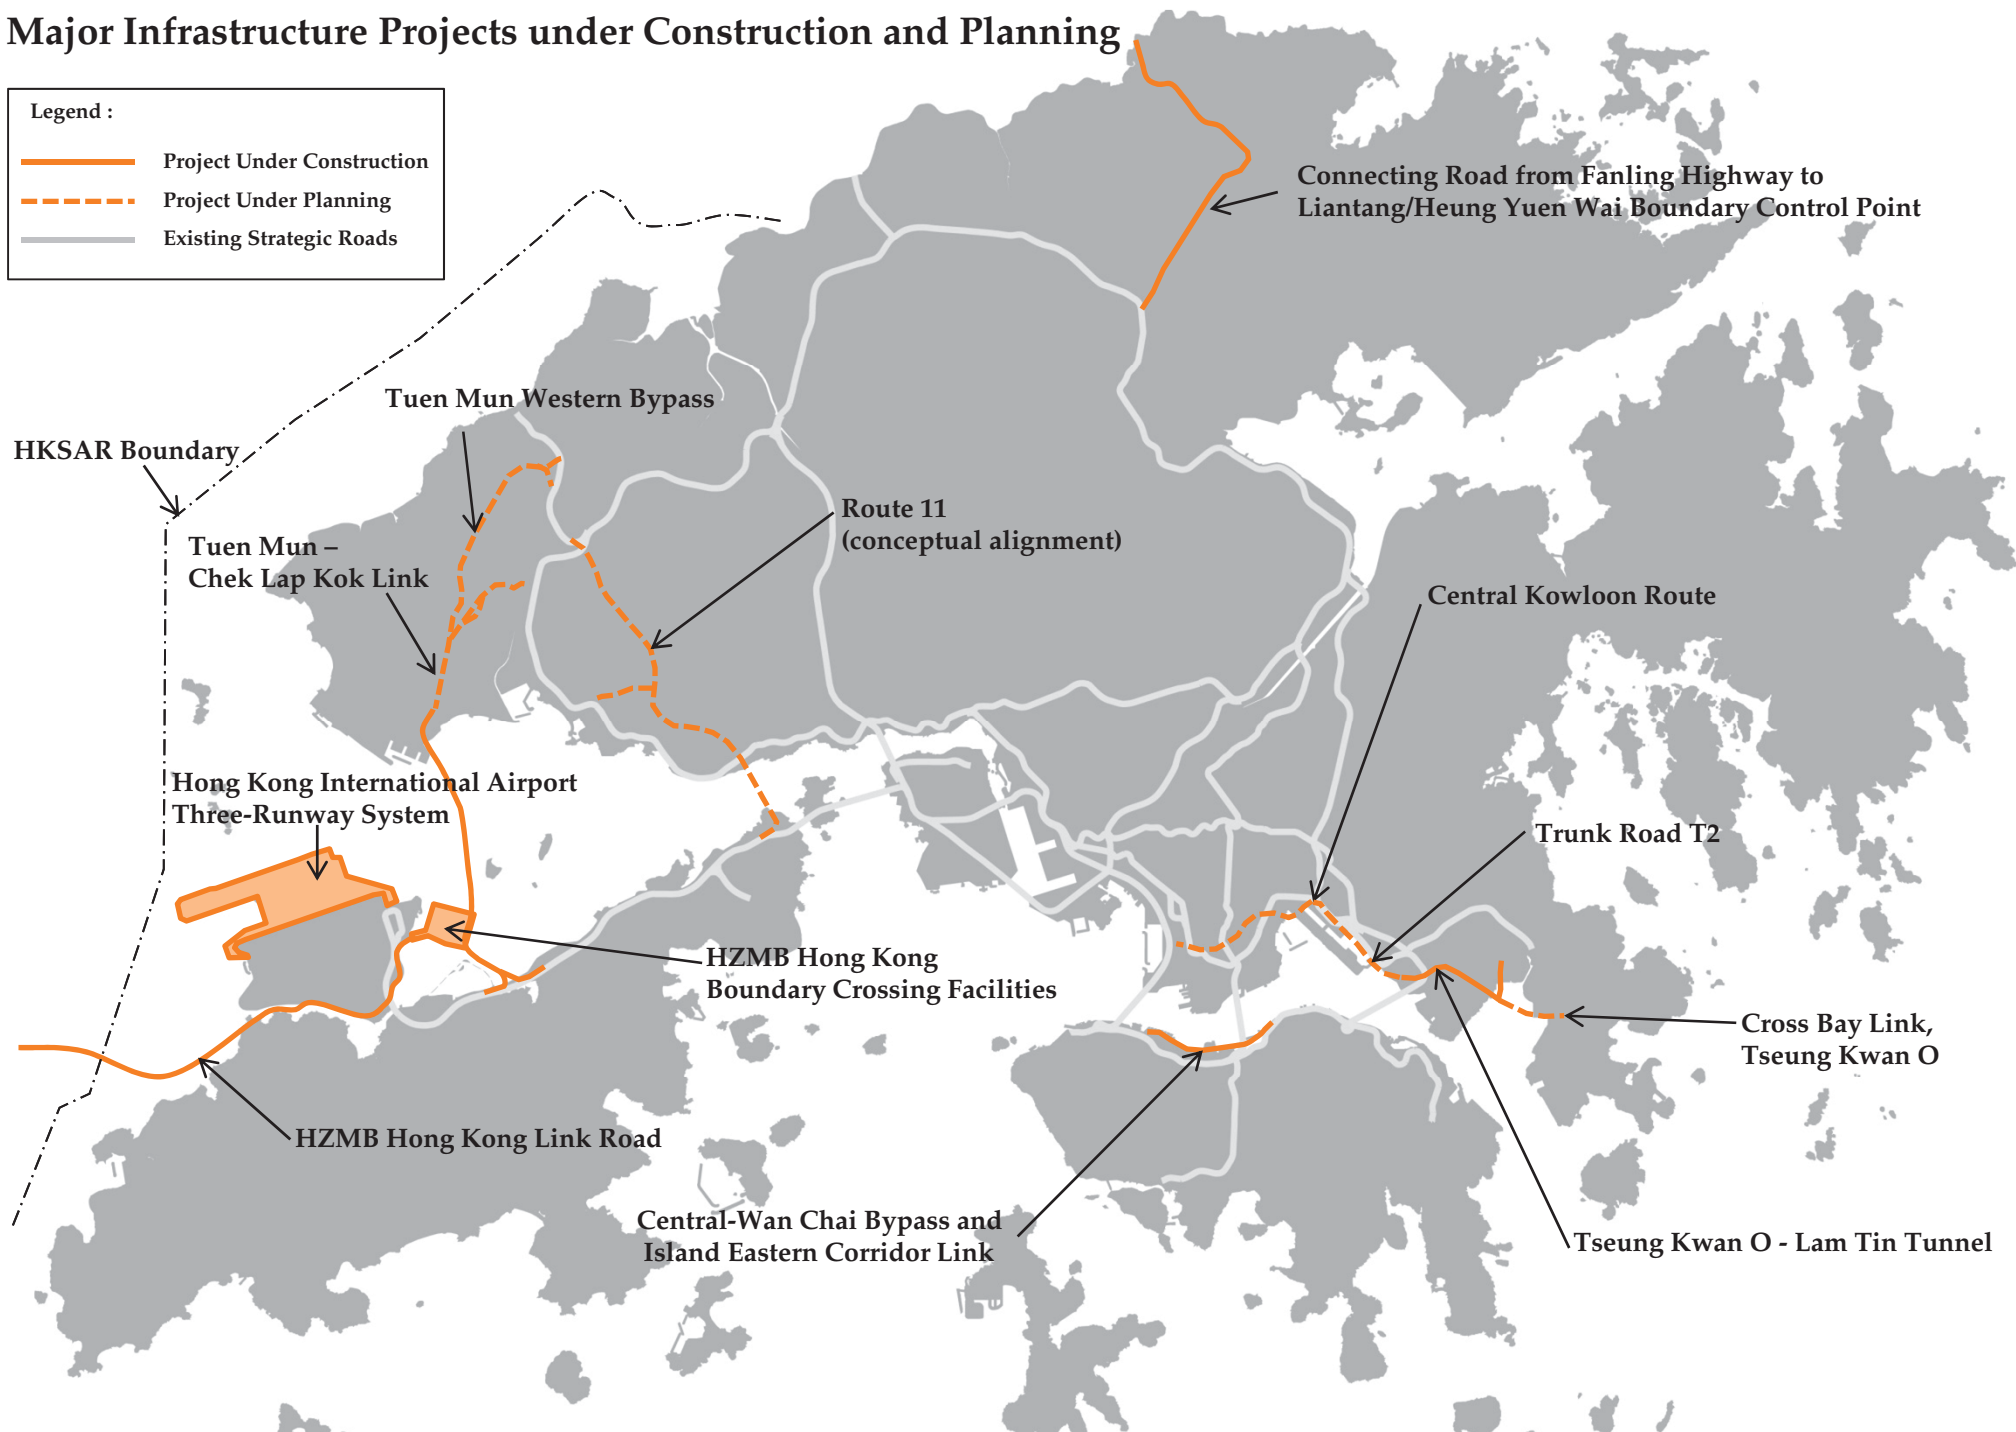 Major Infrastructure Projects under Construction and Planning
Legend :
Project Under Construction
Project Under Planning
Existing Strategic Roads
Connecting Road from Fanling Highway to
Liantang/Heung Yuen Wai Boundary Control Point
Tuen Mun Western Bypass
HKSAR Boundary
Route 11
(conceptual alignment)
Tuen Mun –
Chek Lap Kok Link
Central Kowloon Route
Hong Kong International Airport
Three-Runway System
Trunk Road T2
HZMB Hong Kong
Boundary Crossing Facilities
Cross Bay Link,
Tseung Kwan O
HZMB Hong Kong Link Road
Central-Wan Chai Bypass and
Island Eastern Corridor Link
Tseung Kwan O - Lam Tin Tunnel